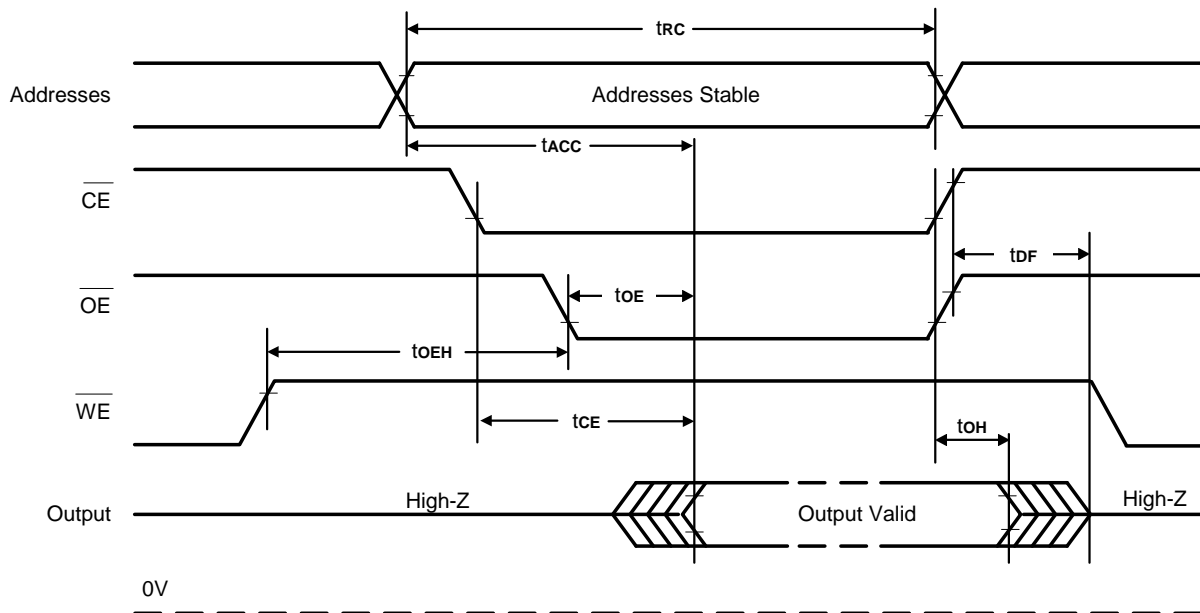 tRC
Addresses
Addresses Stable
tACC
CE
tDF
OE
tOE
tOEH
WE
tCE
tOH
Output
High-Z
Output Valid
High-Z
0V